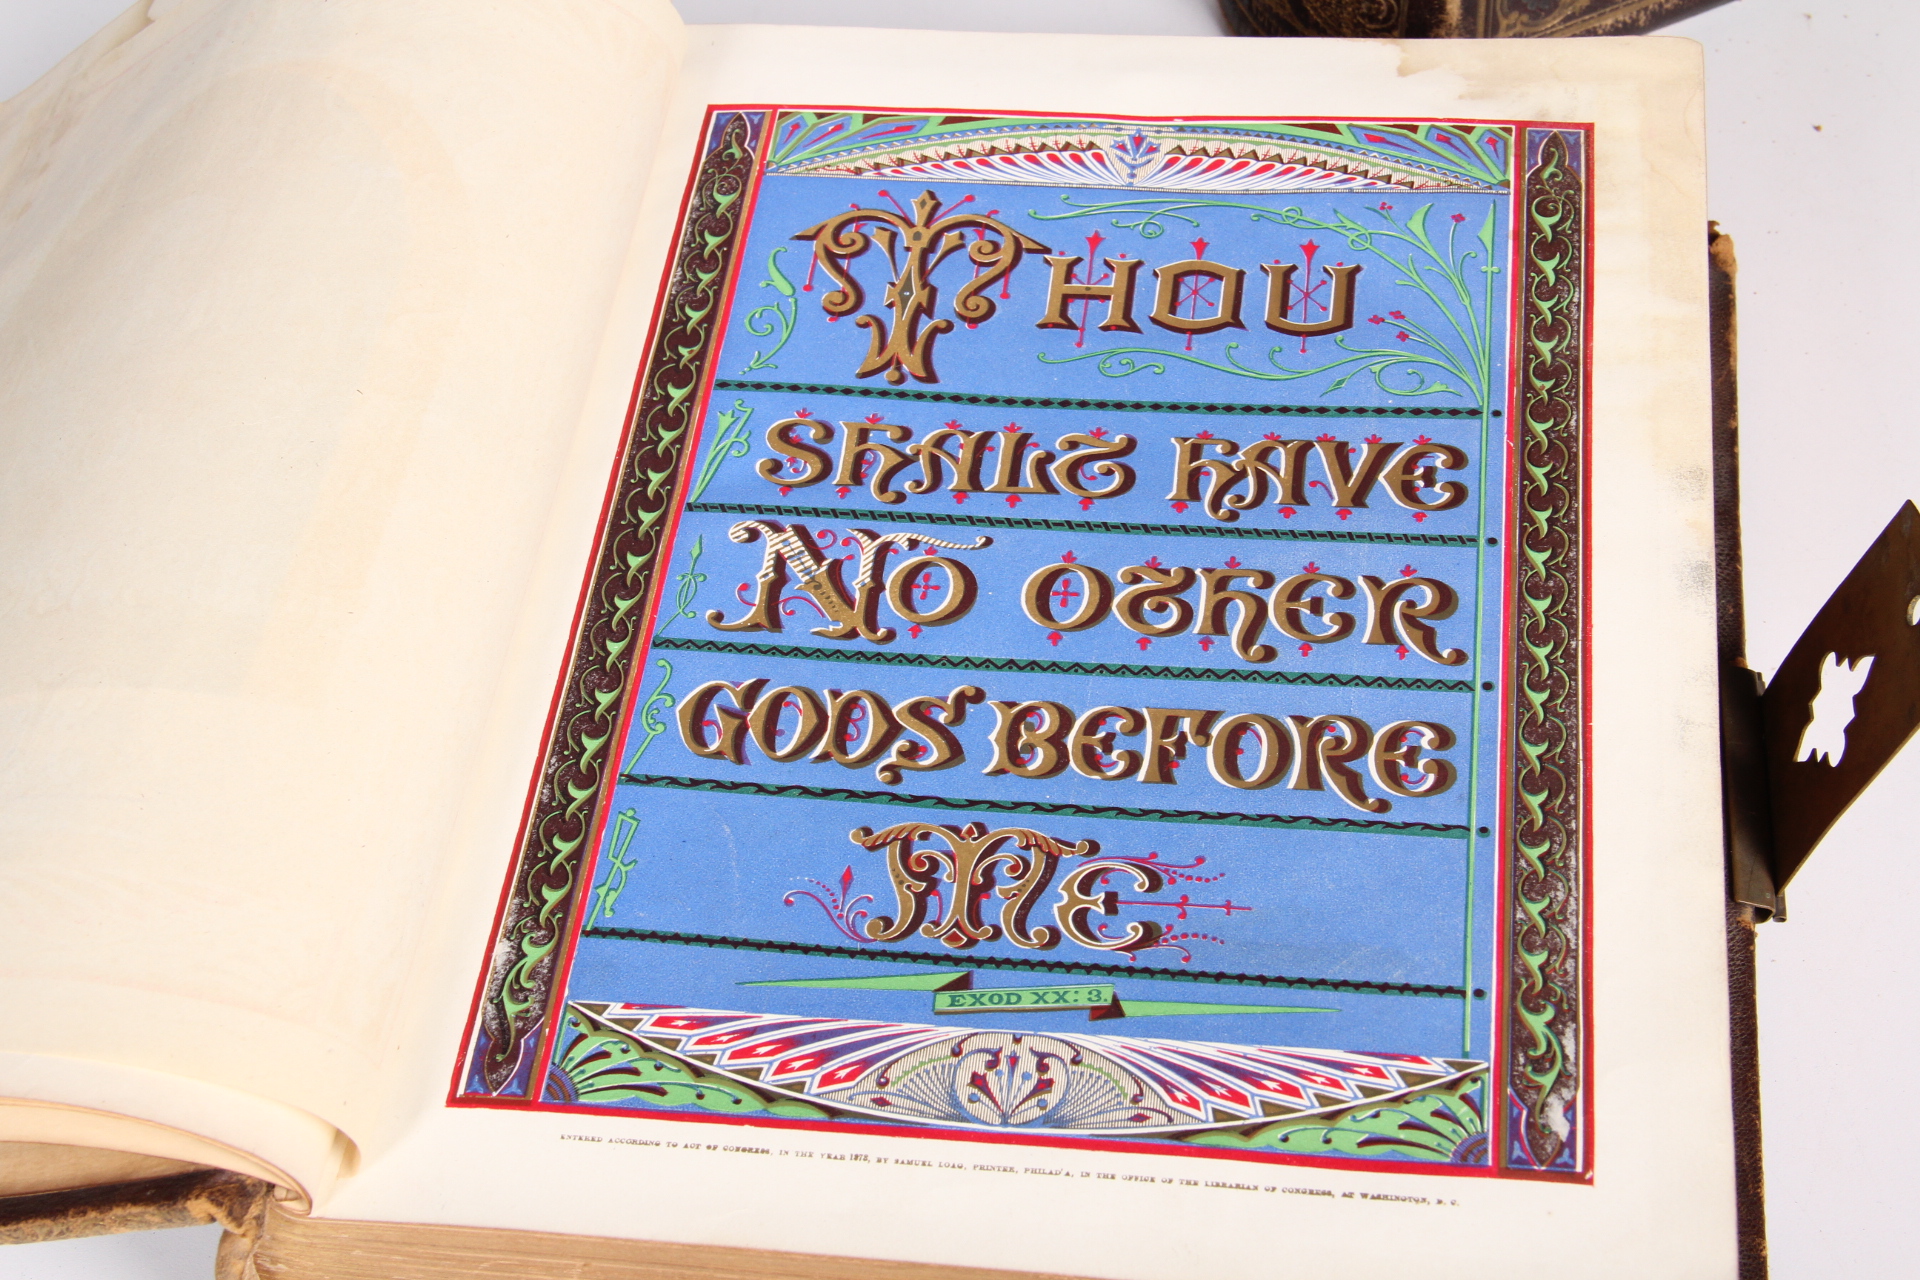 THOU
SHALT HAVE
NO OTHER
GODS BEFORE
ME
EXOD XX: 3.
ENTERED ACCORDING TO ACT OF CONGRESS, IN THE YEAR 1873, BY SAMUEL LOAG, PRINTER, PHILAD'A, IN THE OFFICE OF THE LIBRARIAN OF CONGRESS, AT WASHINGTON, D. C.